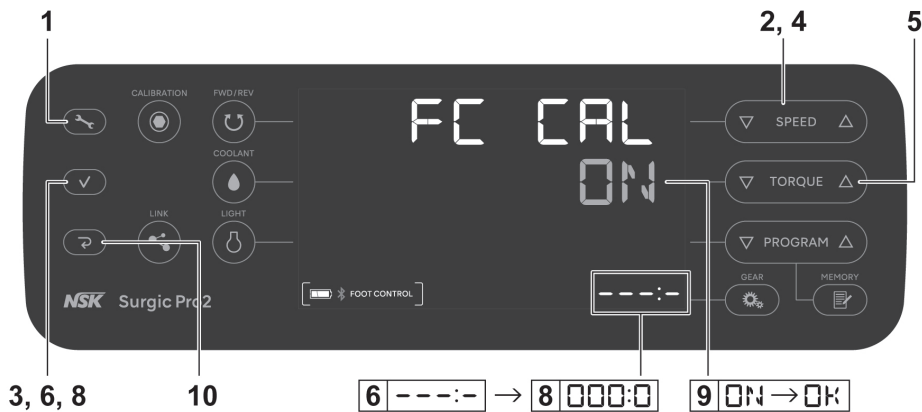 1
2, 4
5
CALIBRATION
FWD/REV
FC CAL
SPEED
COOLANT
ON
TORQUE
LINK
LIGHT
PROGRAM
GEAR
MEMORY
NSK Surgic Pro2
FOOT CONTROL
---:-
3, 6, 8
10
6 ---:- → 8 000:0
9 ON → OK